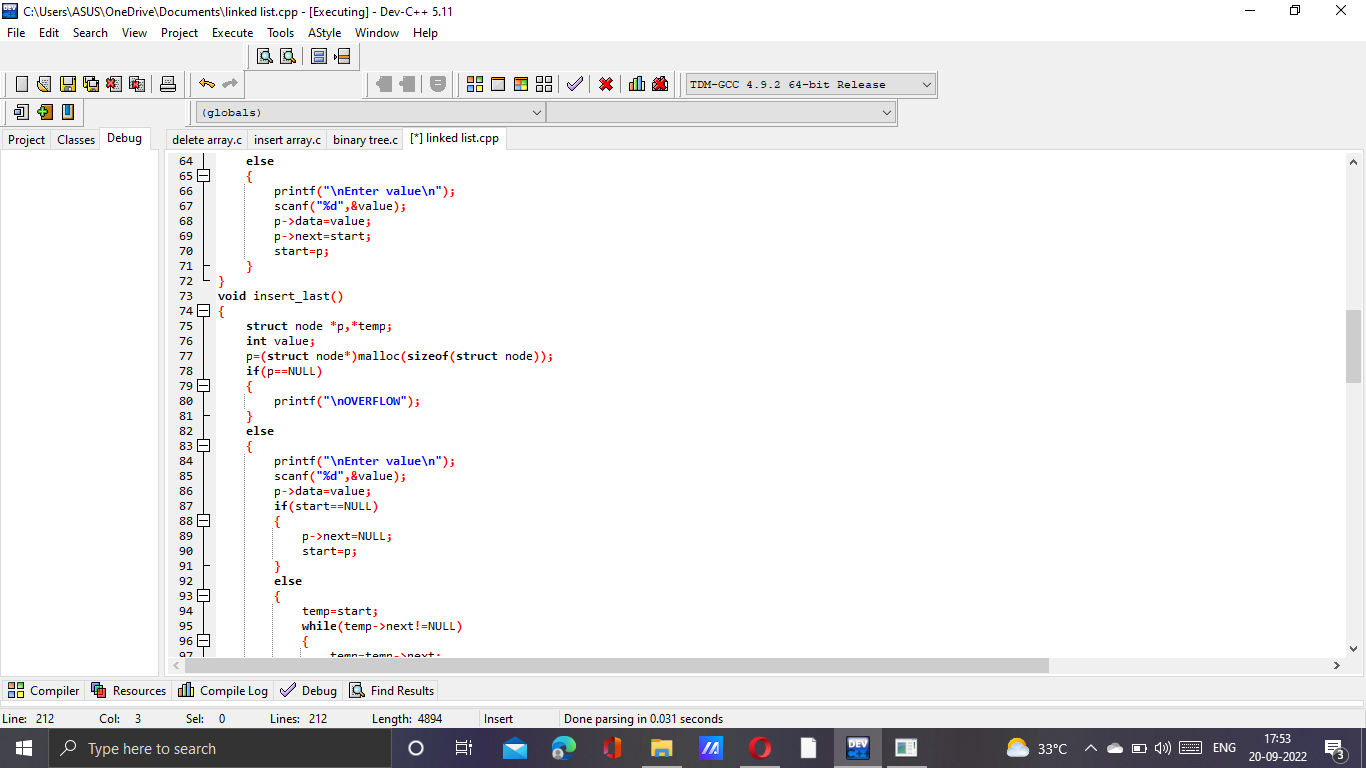 C:\Users\ASUS\OneDrive\Documents\linked list.cpp - [Executing] - Dev-C++ 5.11
File Edit Search View Project Execute Tools AStyle Window Help
TDM-GCC 4.9.2 64-bit Release
(globals)
Project Classes Debug
delete array.c insert array.c binary tree.c [*] linked list.cpp
64 else
65 {
66 printf("\nEnter value\n");
67 scanf("%d",&value);
68 p->data=value;
69 p->next=start;
70 start=p;
71 }
72 }
73 void insert_last()
74 {
75 struct node *p,*temp;
76 int value;
77 p=(struct node*)malloc(sizeof(struct node));
78 if(p==NULL)
79 {
80 printf("\nOVERFLOW");
81 }
82 else
83 {
84 printf("\nEnter value\n");
85 scanf("%d",&value);
86 p->data=value;
87 if(start==NULL)
88 {
89 p->next=NULL;
90 start=p;
91 }
92 else
93 {
94 temp=start;
95 while(temp->next!=NULL)
96 {
97 temp=temp->next;
Compiler Resources Compile Log Debug Find Results
Line: 212 Col: 3 Sel: 0 Lines: 212 Length: 4894 Insert Done parsing in 0.031 seconds
Type here to search
DEV
33°C
ENG
17:53
20-09-2022
3